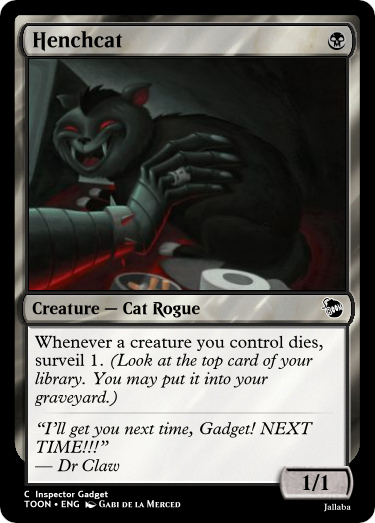 Henchcat
Creature — Cat Rogue
Whenever a creature you control dies,
surveil 1. (Look at the top card of your
library. You may put it into your
graveyard.)
“I’ll get you next time, Gadget! NEXT
TIME!!!”
— Dr Claw
1/1
C Inspector Gadget
TOON • ENG Gabi de la Merced
Jallaba